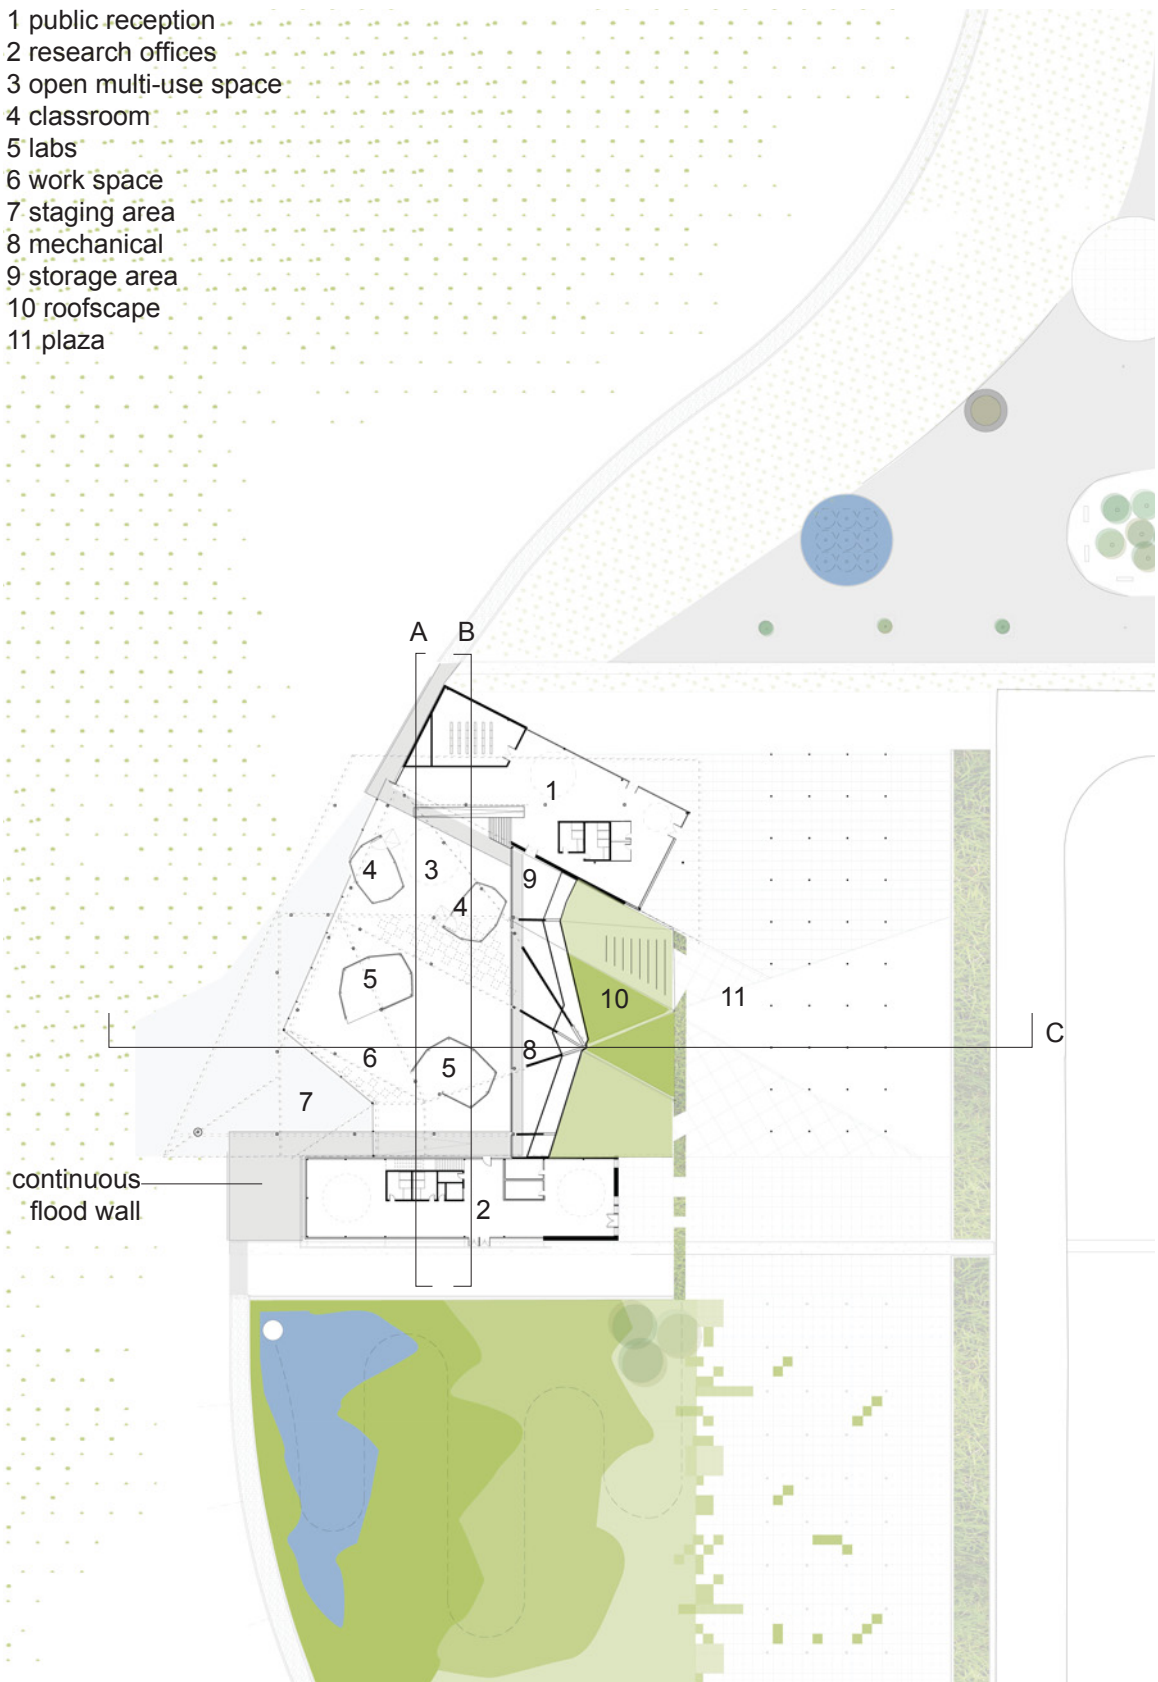 1 public reception
2 research offices
3 open multi-use space
4 classroom
5 labs
6 work space
7 staging area
8 mechanical
9 storage area
10 roofscape
11 plaza
A B
1
4 3 9
4
5 10 11
C
6 5 8
7
continuous
flood wall
2